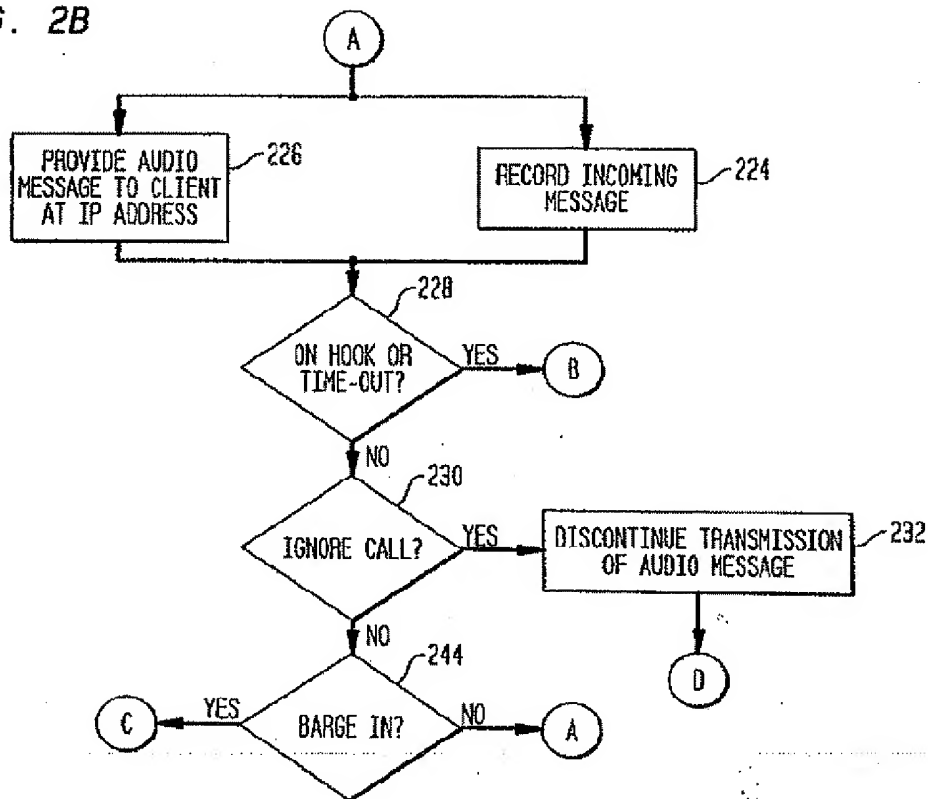 . 2B
A
PROVIDE AUDIO
MESSAGE TO CLIENT
AT IP ADDRESS
226
RECORD INCOMING
MESSAGE
224
228
ON HOOK OR
TIME-OUT?
YES
B
NO
230
IGNORE CALL?
YES
DISCONTINUE TRANSMISSION
OF AUDIO MESSAGE
232
NO
D
244
C
YES
BARGE IN?
NO
A